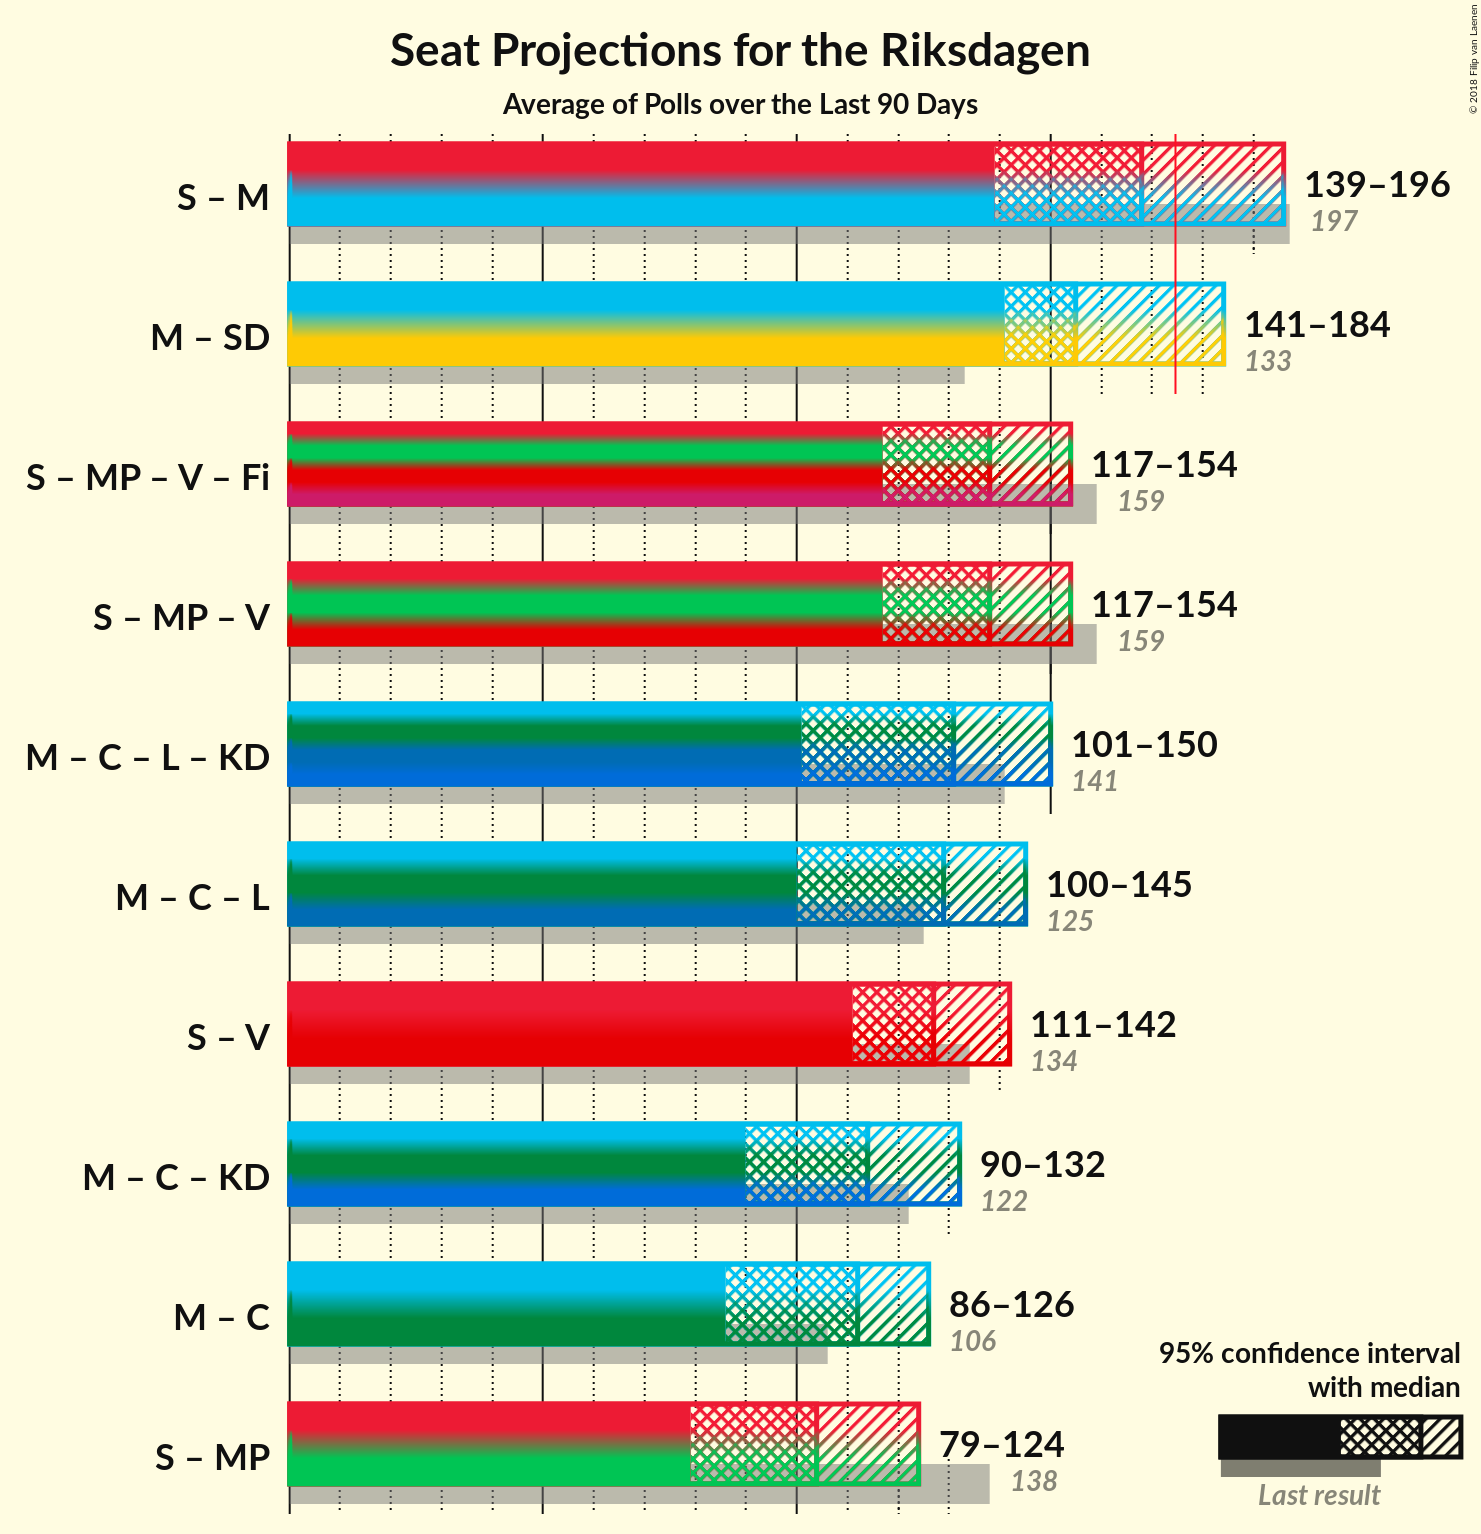 Seat Projections for the Riksdagen
Average of Polls over the Last 90 Days
© 2018 Filip van Laenen
S – M
139–196
197
M – SD
141–184
133
S – MP – V – Fi
117–154
159
S – MP – V
117–154
159
M – C – L – KD
101–150
141
M – C – L
100–145
125
S – V
111–142
134
M – C – KD
90–132
122
M – C
86–126
106
S – MP
79–124
138
95% confidence interval
with median
Last result